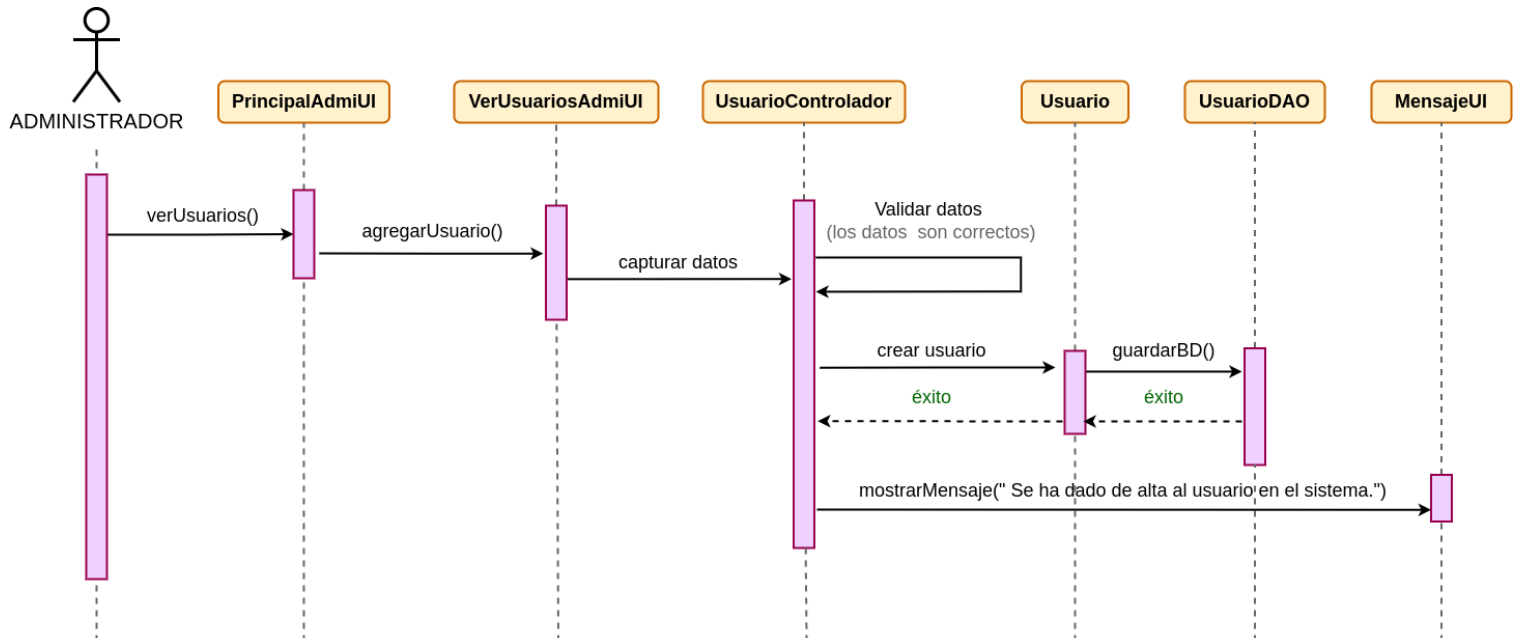 ADMINISTRADOR
PrincipalAdmiUI
VerUsuariosAdmiUI
UsuarioControlador
Usuario
UsuarioDAO
MensajeUI
verUsuarios()
agregarUsuario()
capturar datos
Validar datos
(los datos  son correctos)
crear usuario
guardarBD()
éxito
éxito
mostrarMensaje(" Se ha dado de alta al usuario en el sistema.")